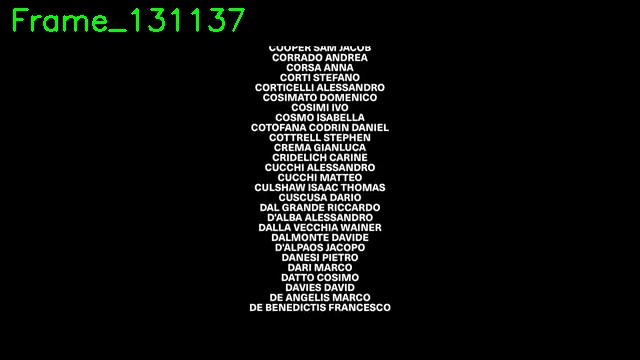 Frame_131137
COOPER SAM JACOB
CORRADO ANDREA
CORSA ANNA
CORTI STEFANO
CORTICELLI ALESSANDRO
COSIMATO DOMENICO
COSIMI IVO
COSMO ISABELLA
COTOFANA CODRIN DANIEL
COTTRELL STEPHEN
CREMA GIANLUCA
CRIDELICH CARINE
CUCCHI ALESSANDRO
CUCCHI MATTEO
CULSHAW ISAAC THOMAS
CUSCUSA DARIO
DAL GRANDE RICCARDO
D'ALBA ALESSANDRO
DALLA VECCHIA WAINER
DALMONTE DAVIDE
D'ALPAOS JACOPO
DANESI PIETRO
DARI MARCO
DATTO COSIMO
DAVIES DAVID
DE ANGELIS MARCO
DE BENEDICTIS FRANCESCO